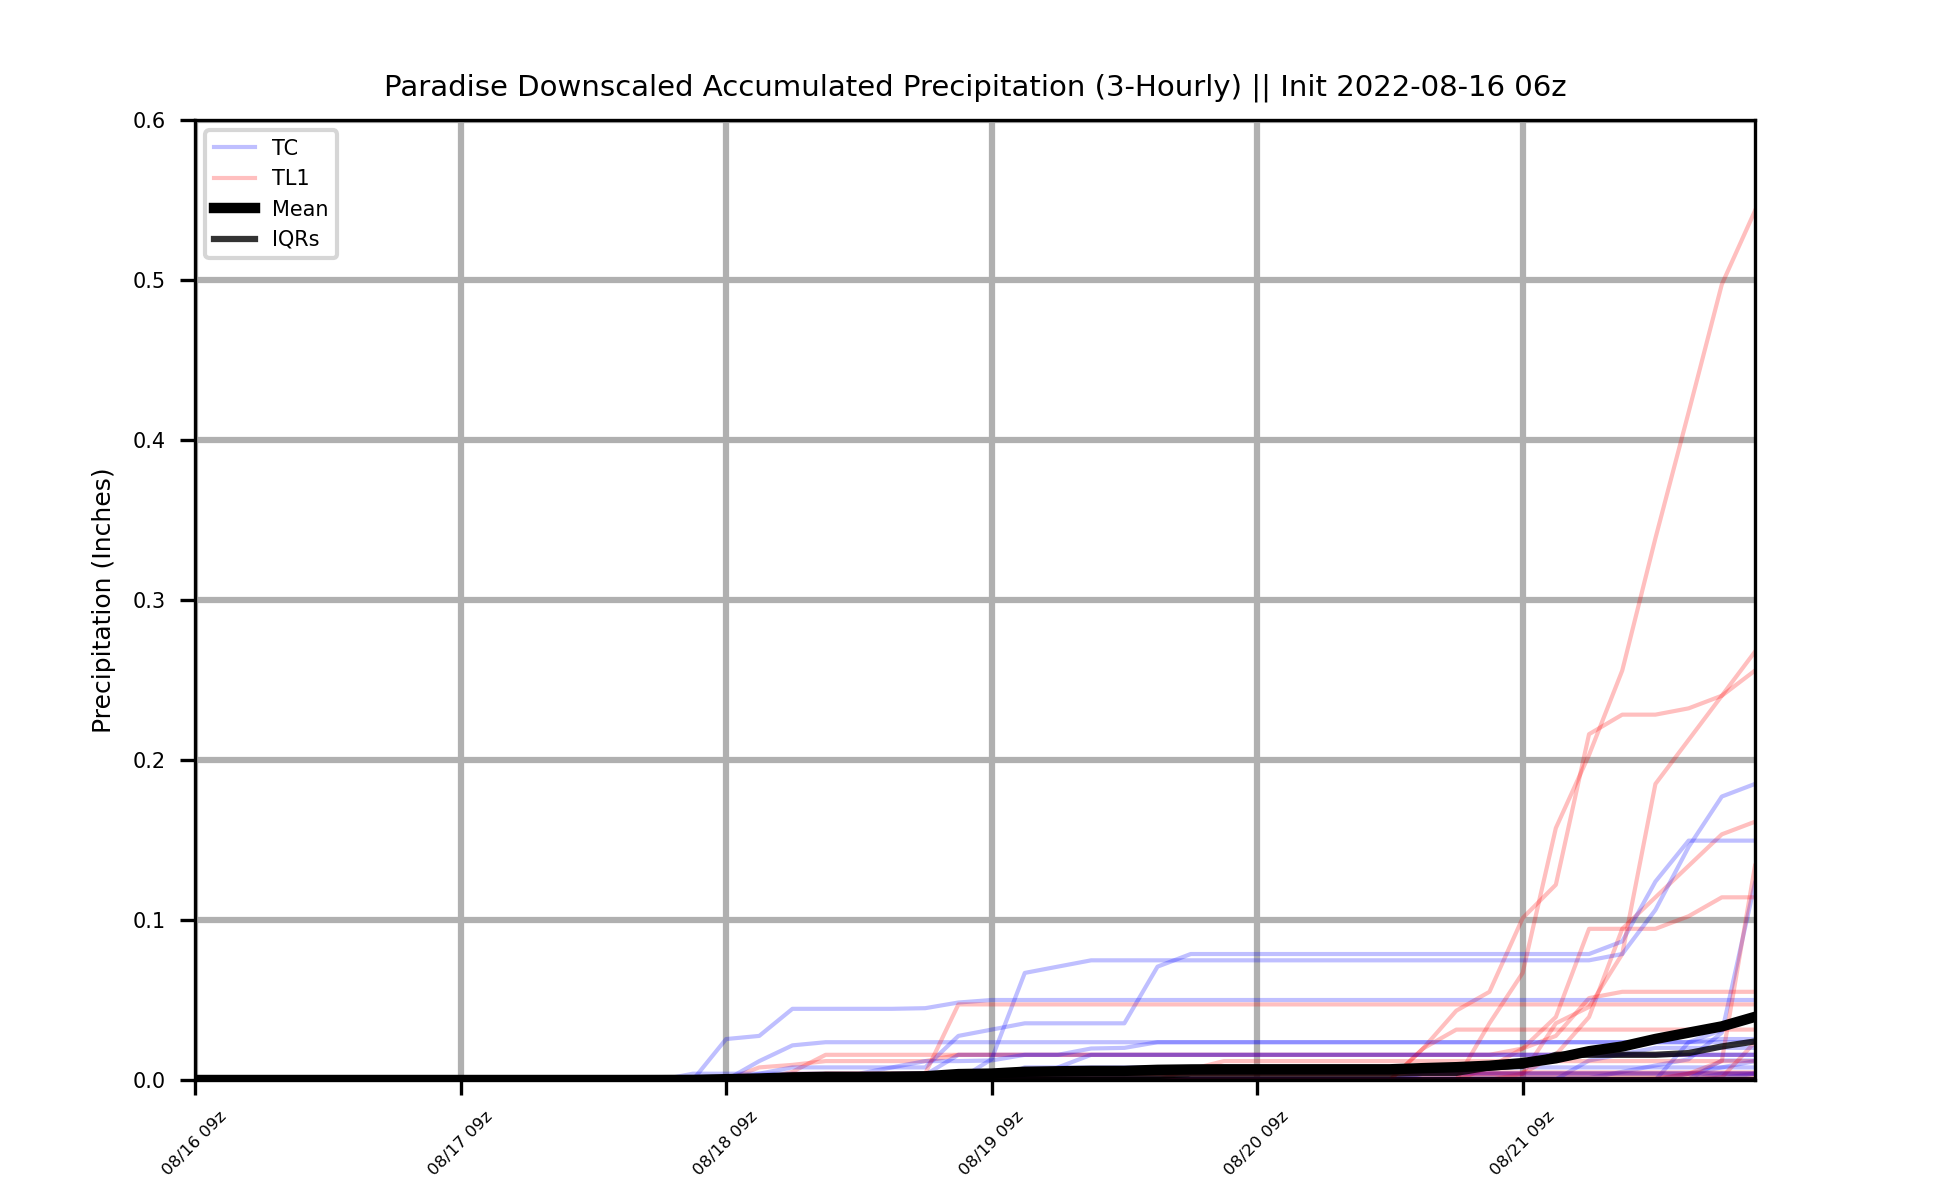 Paradise Downscaled Accumulated Precipitation (3-Hourly) || Init 2022-08-16 06z
TC
TL1
Mean
IQRs
Precipitation (Inches)
0.6
0.5
0.4
0.3
0.2
0.1
0.0
08/16 09z
08/17 09z
08/18 09z
08/19 09z
08/20 09z
08/21 09z